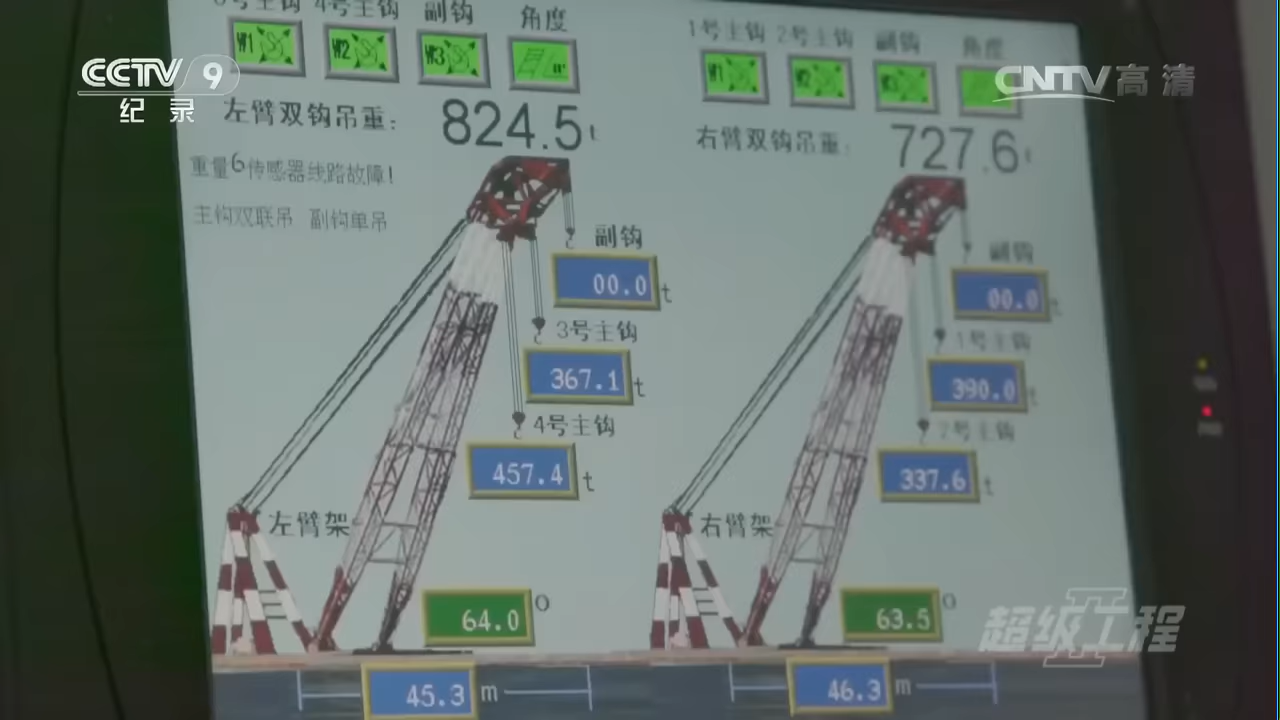 3号主钩 4号主钩 副钩 角度
1号主钩 2号主钩 副钩 角度
W1 W2 W3
W1 W2 W3
CCTV 9
纪录
CNTV高清
左臂双钩吊重: 824.5 t
右臂双钩吊重: 727.6 t
重量6传感器线路故障!
主钩双联吊 副钩单吊
副钩
00.0 t
副钩
00.0 t
3号主钩
367.1 t
1号主钩
390.0 t
4号主钩
457.4 t
2号主钩
337.6 t
左臂架
右臂架
64.0 °
63.5 °
超级工程 II
45.3 m
46.3 m